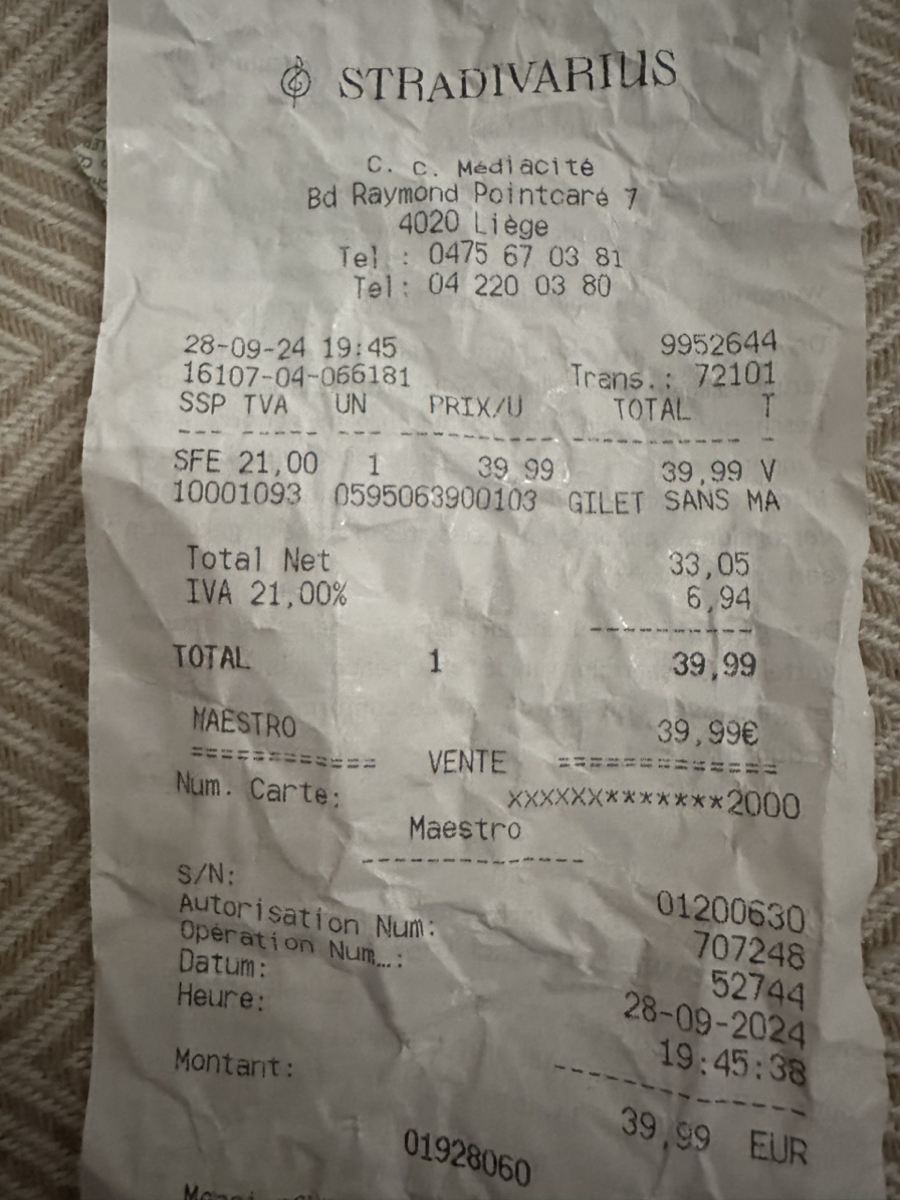 STRADIVARIUS
C. c. Médiacité
Bd Raymond Pointcaré 7
4020 Liège
Tel : 0475 67 03 81
Tel: 04 220 03 80
28-09-24 19:45 9952644
16107-04-066181 Trans.: 72101
SSP TVA UN PRIX/U TOTAL T
--- ----- --- ---------- ------------ -
SFE 21,00 1 39 99 39,99 V
10001093 0595063900103 GILET SANS MA
Total Net 33,05
IVA 21,00% 6,94
------------
TOTAL 1 39,99
MAESTRO 39,99€
============ VENTE ==============
Num. Carte: XXXXXX*******2000
Maestro
--------------
S/N: 01200630
Autorisation Num: 707248
Opération Num…: 52744
Datum: 28-09-2024
Heure: 19:45:38
----------------
Montant: 39,99 EUR
01928060